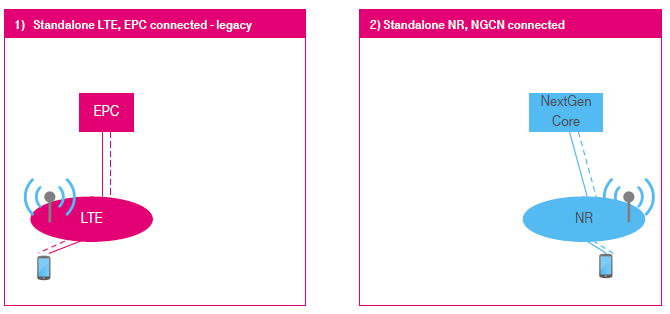 1) Standalone LTE, EPC connected - legacy
EPC
LTE
2) Standalone NR, NGCN connected
NextGen
Core
NR